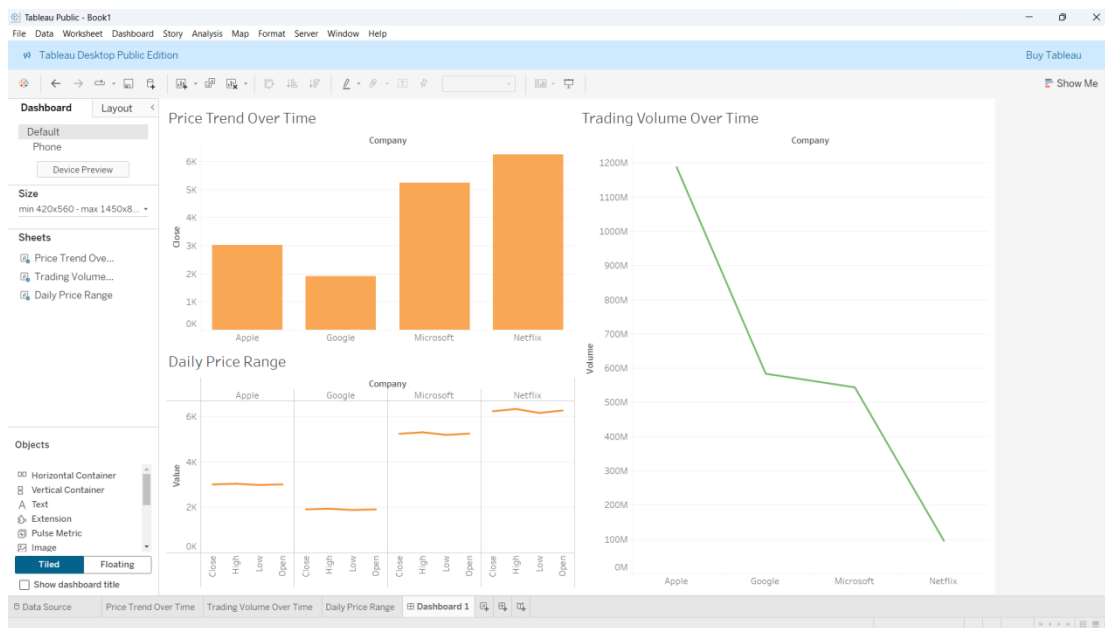 Tableau Public - Book1
File Data Worksheet Dashboard Story Analysis Map Format Server Window Help
Tableau Desktop Public Edition
Buy Tableau
Show Me
Dashboard Layout
Default
Phone
Device Preview
Size
min 420x560 - max 1450x8...
Sheets
Price Trend Ove...
Trading Volume...
Daily Price Range
Objects
Horizontal Container
Vertical Container
Text
Extension
Pulse Metric
Image
Tiled Floating
Show dashboard title
Price Trend Over Time
Company
6K
5K
4K
3K
2K
1K
0K
Close
Apple Google Microsoft Netflix
Daily Price Range
Company
Apple Google Microsoft Netflix
6K
4K
2K
0K
Value
Close High Low Open Close High Low Open Close High Low Open Close High Low Open
Trading Volume Over Time
Company
1200M
1100M
1000M
900M
800M
700M
600M
500M
400M
300M
200M
100M
0M
Volume
Apple Google Microsoft Netflix
Data Source Price Trend Over Time Trading Volume Over Time Daily Price Range Dashboard 1